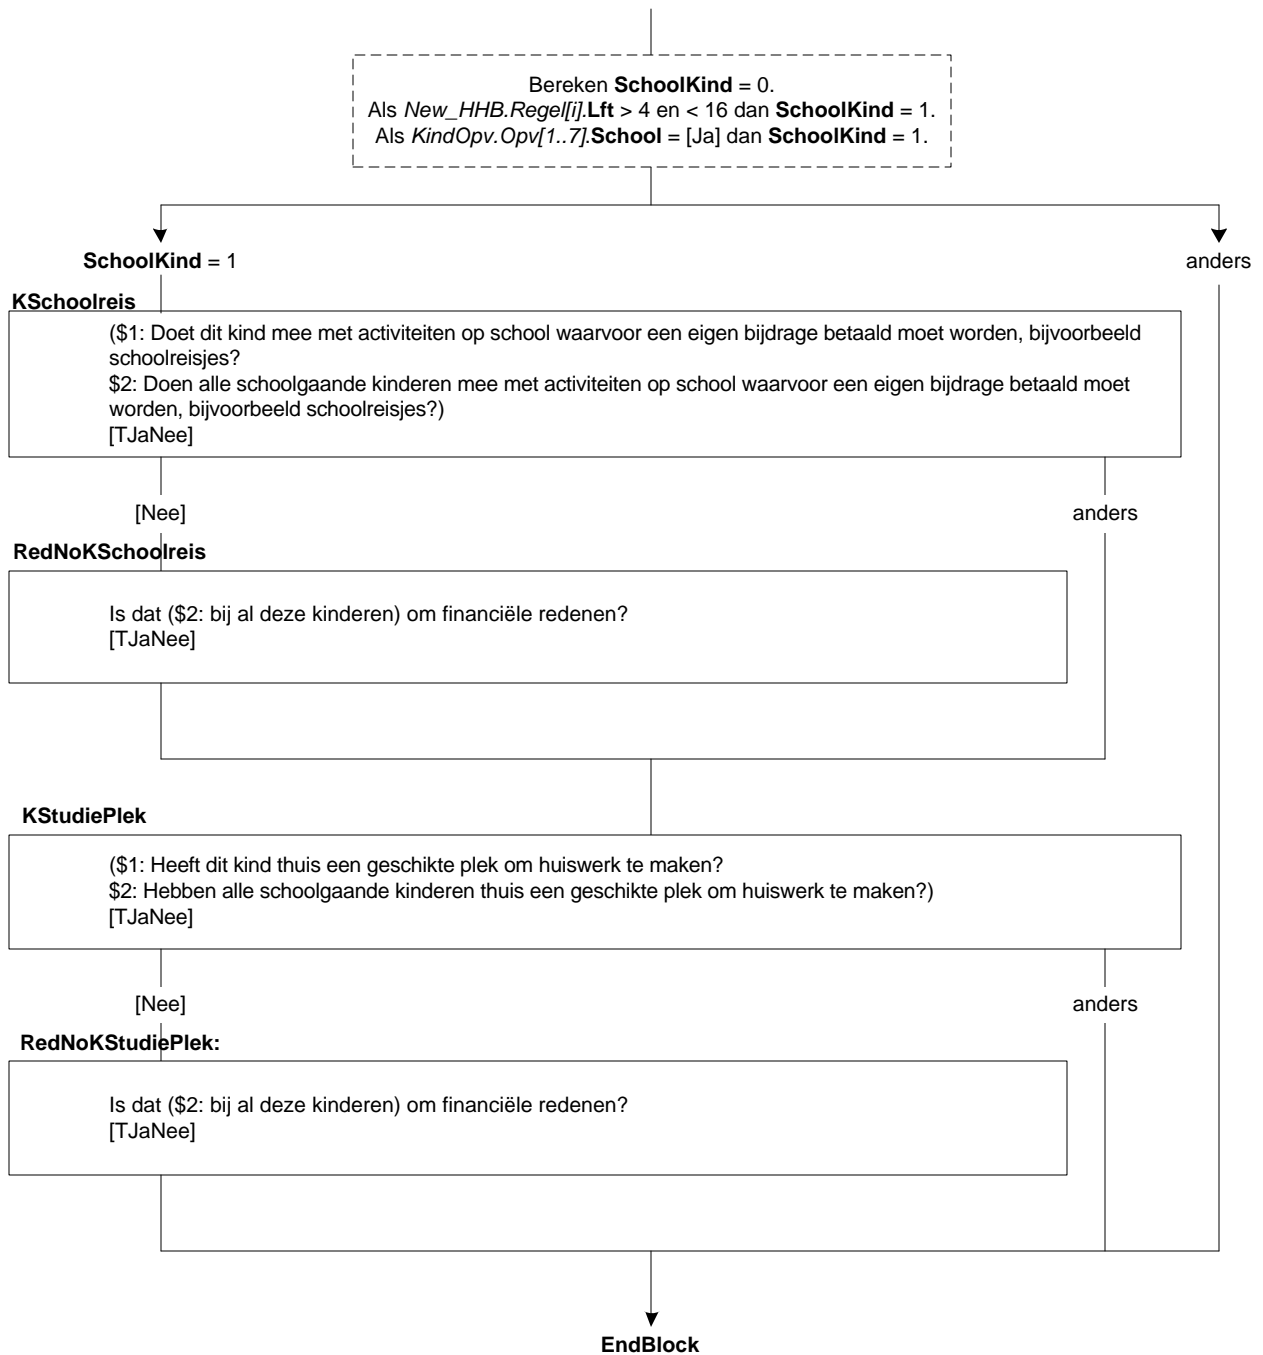 Bereken SchoolKind = 0.
Als New_HHB.Regel[i].Lft > 4 en < 16 dan SchoolKind = 1.
Als KindOpv.Opv[1..7].School = [Ja] dan SchoolKind = 1.
SchoolKind = 1
anders
KSchoolreis
($1: Doet dit kind mee met activiteiten op school waarvoor een eigen bijdrage betaald moet worden, bijvoorbeeld
schoolreisjes?
$2: Doen alle schoolgaande kinderen mee met activiteiten op school waarvoor een eigen bijdrage betaald moet
worden, bijvoorbeeld schoolreisjes?)
[TJaNee]
[Nee]
anders
RedNoKSchoolreis
Is dat ($2: bij al deze kinderen) om financiële redenen?
[TJaNee]
KStudiePlek
($1: Heeft dit kind thuis een geschikte plek om huiswerk te maken?
$2: Hebben alle schoolgaande kinderen thuis een geschikte plek om huiswerk te maken?)
[TJaNee]
[Nee]
anders
RedNoKStudiePlek:
Is dat ($2: bij al deze kinderen) om financiële redenen?
[TJaNee]
EndBlock